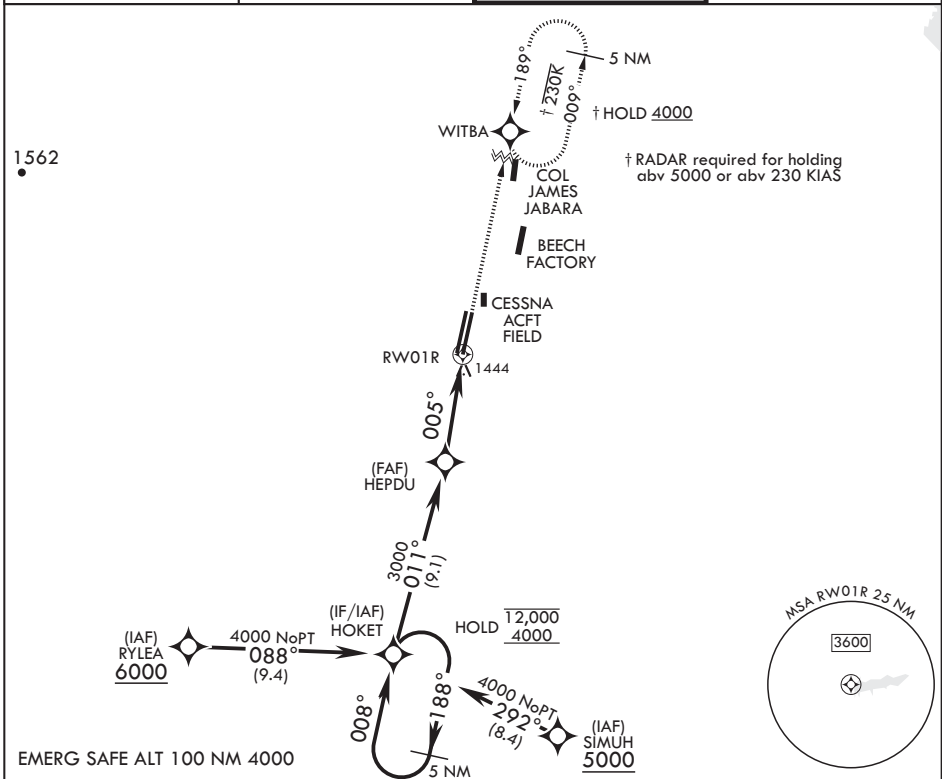 5 NM
189°
† 230K
009°
† HOLD 4000
WITBA
1562
† RADAR required for holding
abv 5000 or abv 230 KIAS
COL
JAMES
JABARA
BEECH
FACTORY
CESSNA
ACFT
FIELD
RW01R
1444
005°
(FAF)
HEPDU
3000
011°
(9.1)
MSA RW01R 25 NM
3600
(IF/IAF)
HOKET
HOLD 12,000
4000
(IAF)
RYLEA
6000
4000 NoPT
088°
(9.4)
008°
188°
4000 NoPT
292°
(8.4)
(IAF)
SIMUH
5000
5 NM
EMERG SAFE ALT 100 NM 4000